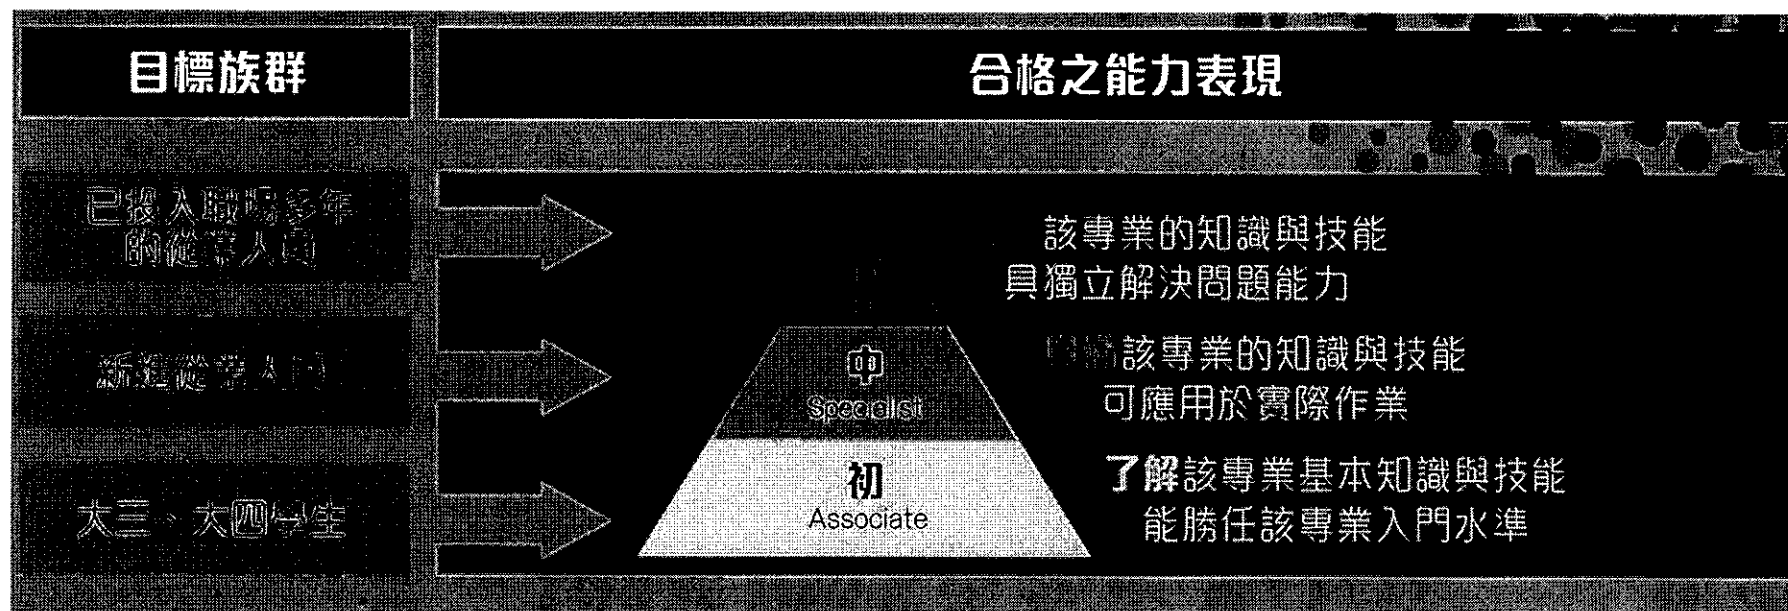 目標族群
合格之能力表現
已投入職場多年
的從業人員
該專業的知識與技能
具獨立解決問題能力
新進從業人員
中
Specialist
該專業的知識與技能
可應用於實際作業
大三、大四學生
初
Associate
了解該專業基本知識與技能
能勝任該專業入門水準